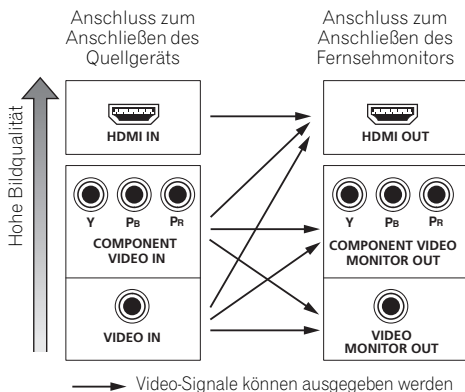 Anschluss zum
Anschließen des
Quellgeräts
Anschluss zum
Anschließen des
Fernsehmonitors
Hohe Bildqualität
HDMI IN
HDMI OUT
Y PB PR
COMPONENT
VIDEO IN
Y PB PR
COMPONENT VIDEO
MONITOR OUT
VIDEO IN
VIDEO
MONITOR OUT
Video-Signale können ausgegeben werden